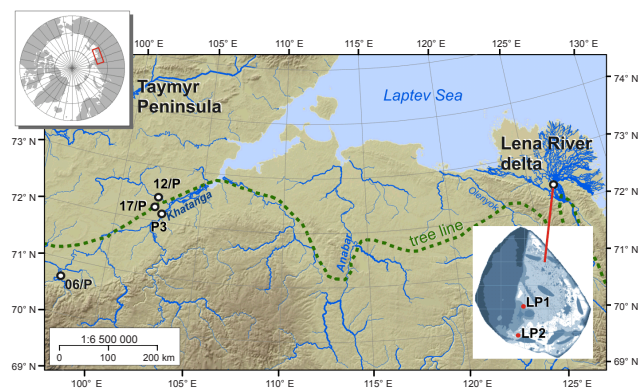 100°E 105°E 110°E 115°E 120°E 125°E 130°E
Taymyr
Peninsula
Laptev Sea
74°N
73°N
73°N
Lena River
delta
72°N
72°N
12/P
17/P
P3
Khatanga
Olenyok
tree line
Anabar
71°N
71°N
06/P
LP1
LP2
70°N
70°N
1:6 500 000
0 100 200 km
69°N
69°N
100°E 105°E 110°E 115°E 120°E 125°E